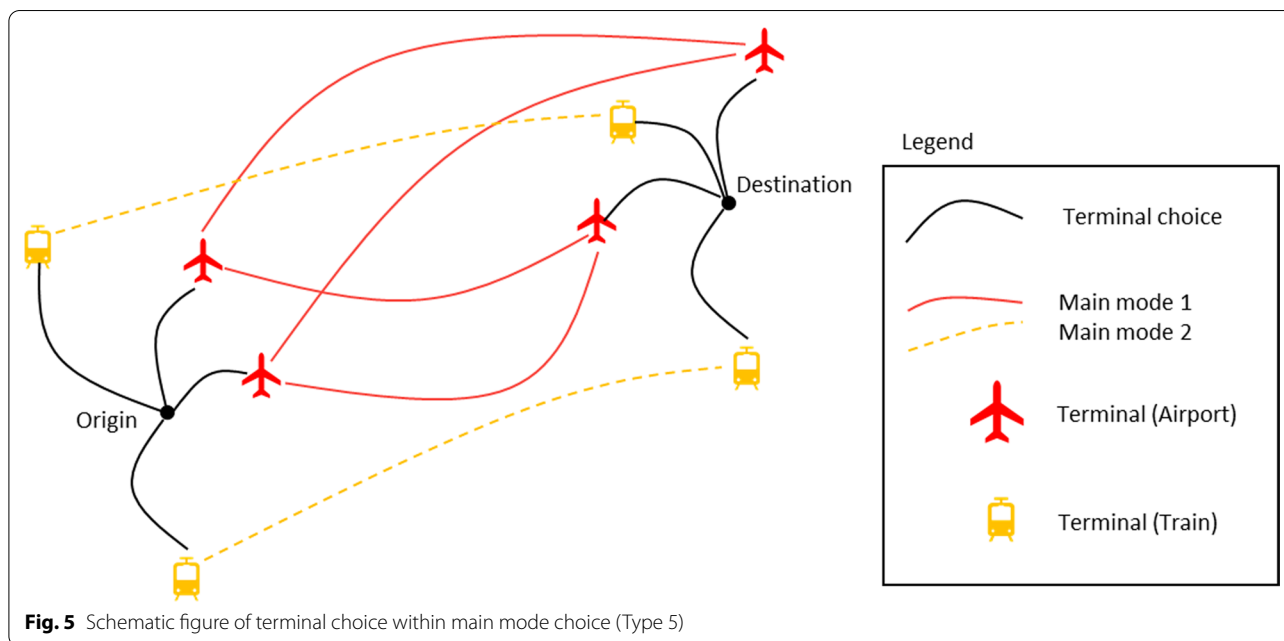 Legend
Destination
Terminal choice
Main mode 1
Main mode 2
Origin
Terminal (Airport)
Terminal (Train)
Fig. 5 Schematic figure of terminal choice within main mode choice (Type 5)